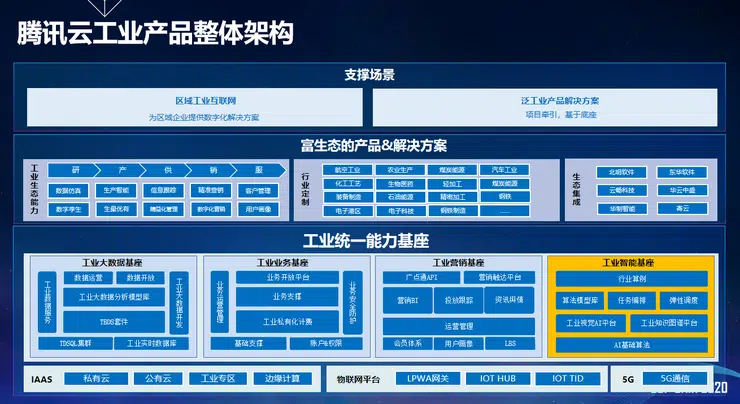 腾讯云工业产品整体架构
支撑场景
区域工业互联网
为区域企业提供数字化解决方案
泛工业产品解决方案
项目牵引，基于底座
富生态的产品&解决方案
工业生态能力
研 产 供 销 服
数据仿真 生产智能 信息跟踪 精准营销 客户管理
数字孪生 生量优有 精益化管理 数字化营销 用户画像
行业定制
航空工业 农业生产 煤炭能源 汽车工业
化工工艺 生物医药 轻加工 煤炭能源
装备制造 石油能源 精密加工 钢铁
电子港区 电子科技 钢铁制造 ......
生态集成
北明软件 东华软件
云畅科技 华云中盛
华制智能 斋云
工业统一能力基座
工业大数据基座
工业数据服务
数据运营 数据开放
工业大数据分析模型库
TBDS套件
TDSQL集群 工业实时数据库
工业大数据开发
工业业务基座
业务运营管理
业务开放平台
业务支撑
工业私有化计费
基础支撑 账户&权限
业务安全防护
工业营销基座
广点通API 营销触达平台
营销BI 投放跟踪 资讯舆情
运营管理
会员体系 用户画像 LBS
工业智能基座
行业算例
算法模型库 任务编排 弹性调度
工业视觉AI平台 工业知识图谱平台
AI基础算法
IAAS 私有云 公有云 工业专区 边缘计算
物联网平台 LPWA网关 IOT HUB IOT TID
5G 5G通信
2020